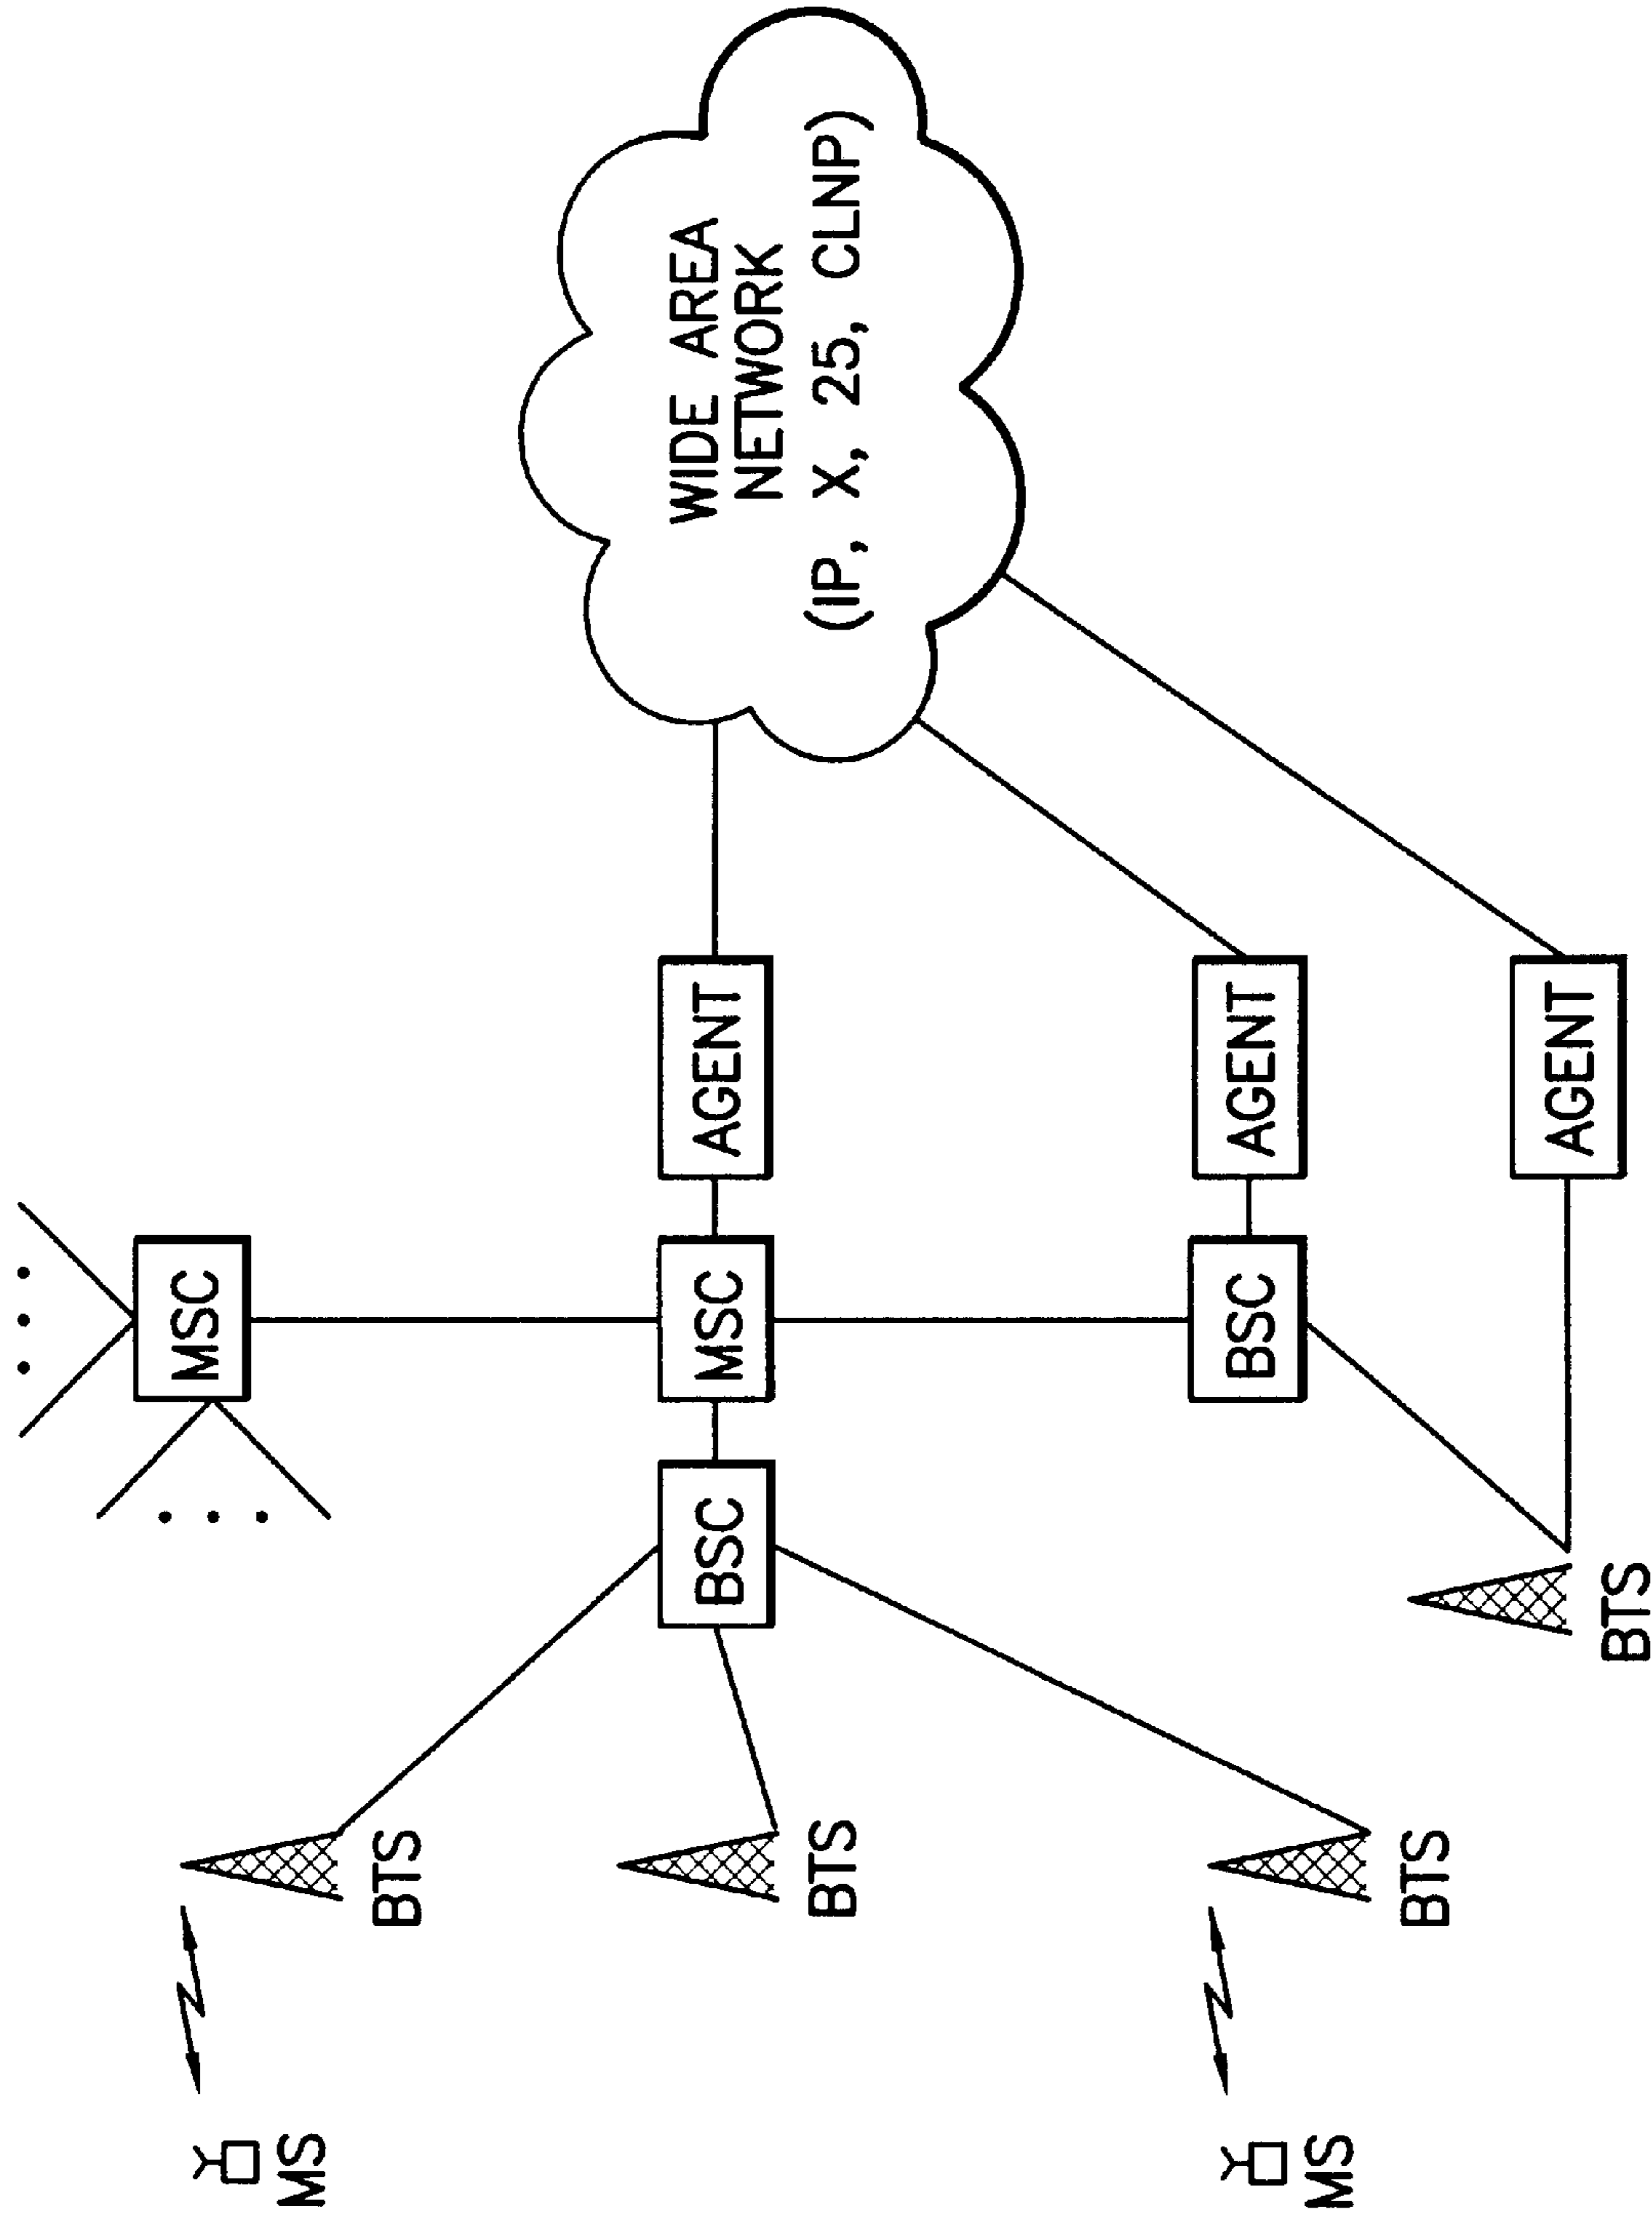 MSC
WIDE AREA
NETWORK
(IP, X, 25, CLNP)
MS
BTS
BSC
MSC
AGENT
BTS
MS
BTS
BSC
AGENT
BTS
AGENT